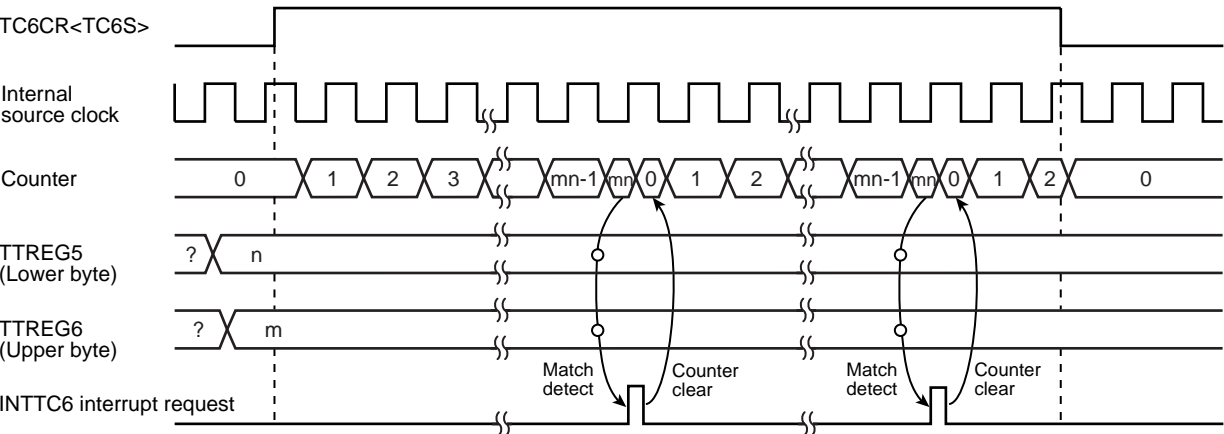 TC6CR<TC6S>
Internal
source clock
Counter
0 1 2 3 mn-1 mn 0 1 2 mn-1 mn 0 1 2 0
TTREG5
(Lower byte)
? n
TTREG6
(Upper byte)
? m
Match
detect
Counter
clear
Match
detect
Counter
clear
INTTC6 interrupt request